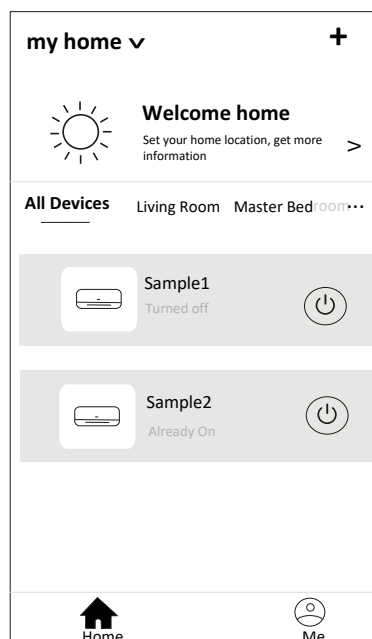 my home
+
Welcome home
Set your home location, get more
information
>
All Devices Living Room Master Bedroom ...
Sample1
Turned off
Sample2
Already On
Home Me